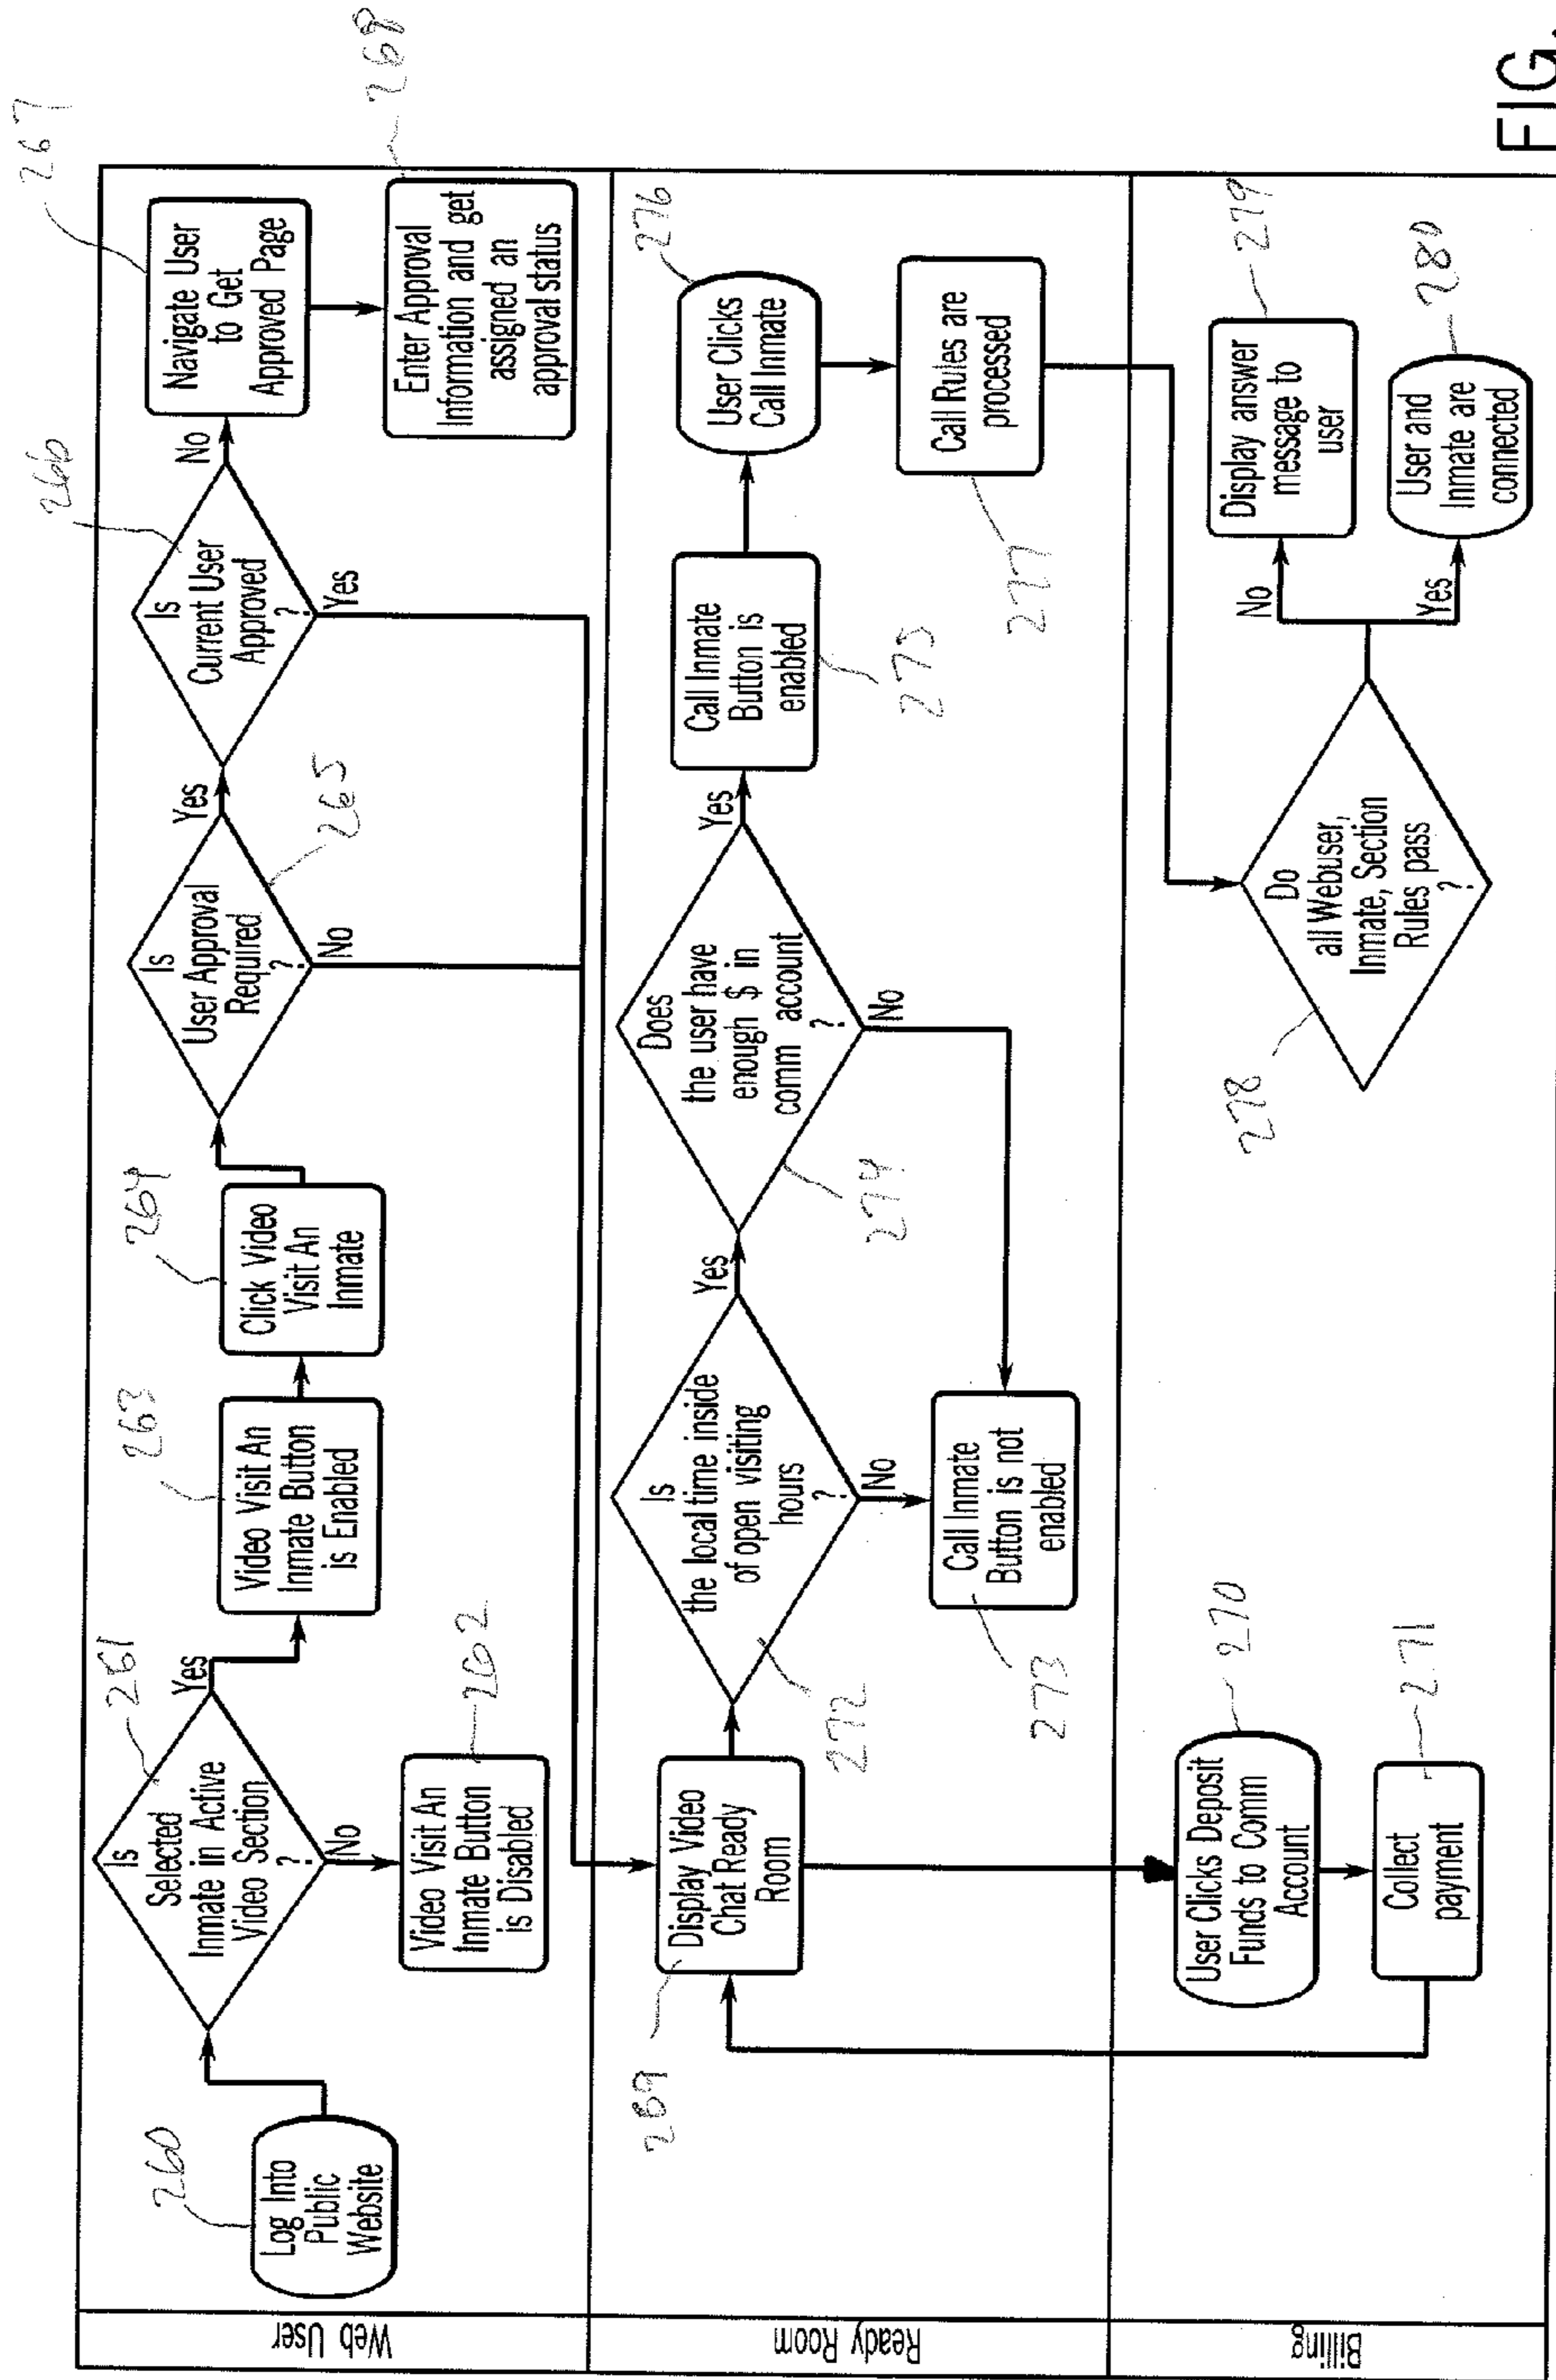 Web User
260
Log Into
Public
Website
261
Is
Selected
Inmate in Active
Video Section
?
Yes
No
Video Visit An
Inmate Button
is Disabled
262
263
Video Visit An
Inmate Button
is Enabled
264
Click Video
Visit An
Inmate
Is
User Approval
Required
?
Yes
No
265
266
Is
Current User
Approved
?
No
Yes
267
Navigate User
to Get
Approved Page
268
Enter Approval
Information and get
assigned an
approval status
Ready Room
269
Display Video
Chat Ready
Room
Is
the local time inside
of open visiting
hours
?
Yes
No
272
Call Inmate
Button is not
enabled
273
Does
the user have
enough $ in
comm account
?
Yes
No
274
Call Inmate
Button is
enabled
275
276
User Clicks
Call Inmate
Call Rules are
processed
277
Billing
User Clicks Deposit
Funds to Comm
Account
270
Collect
payment
271
Do
all Webuser,
Inmate, Section
Rules pass
?
278
No
Yes
Display answer
message to
user
279
User and
Inmate are
connected
280
FIG.